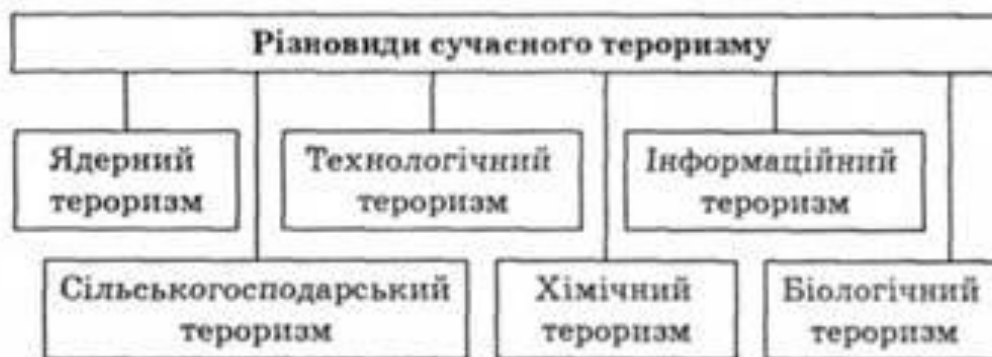 Різновиди сучасного тероризму
Ядерний
тероризм
Технологічний
тероризм
Інформаційний
тероризм
Сільськогосподарський
тероризм
Хімічний
тероризм
Біологічний
тероризм